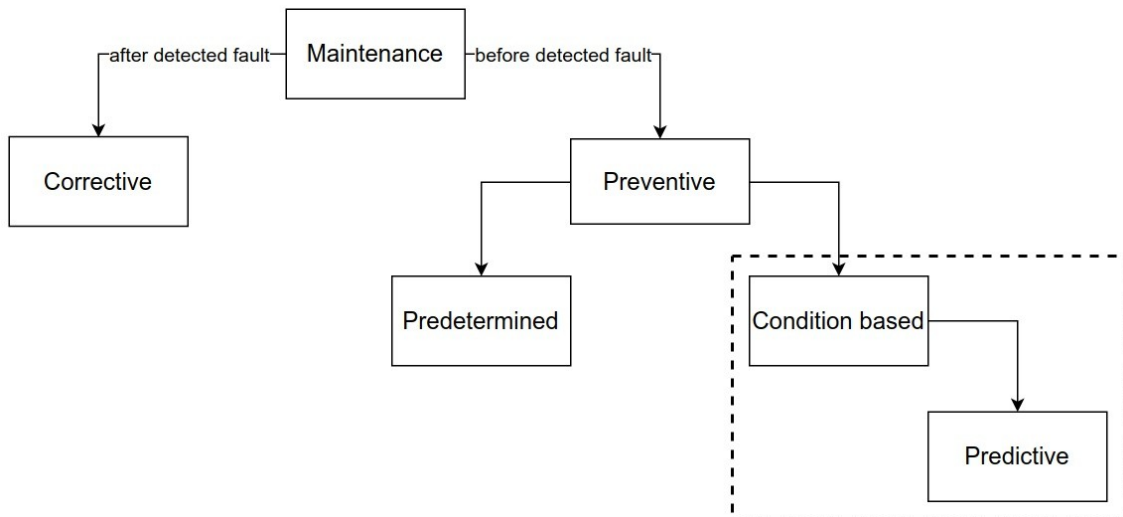 after detected fault
Maintenance
before detected fault
Corrective
Preventive
Predetermined
Condition based
Predictive